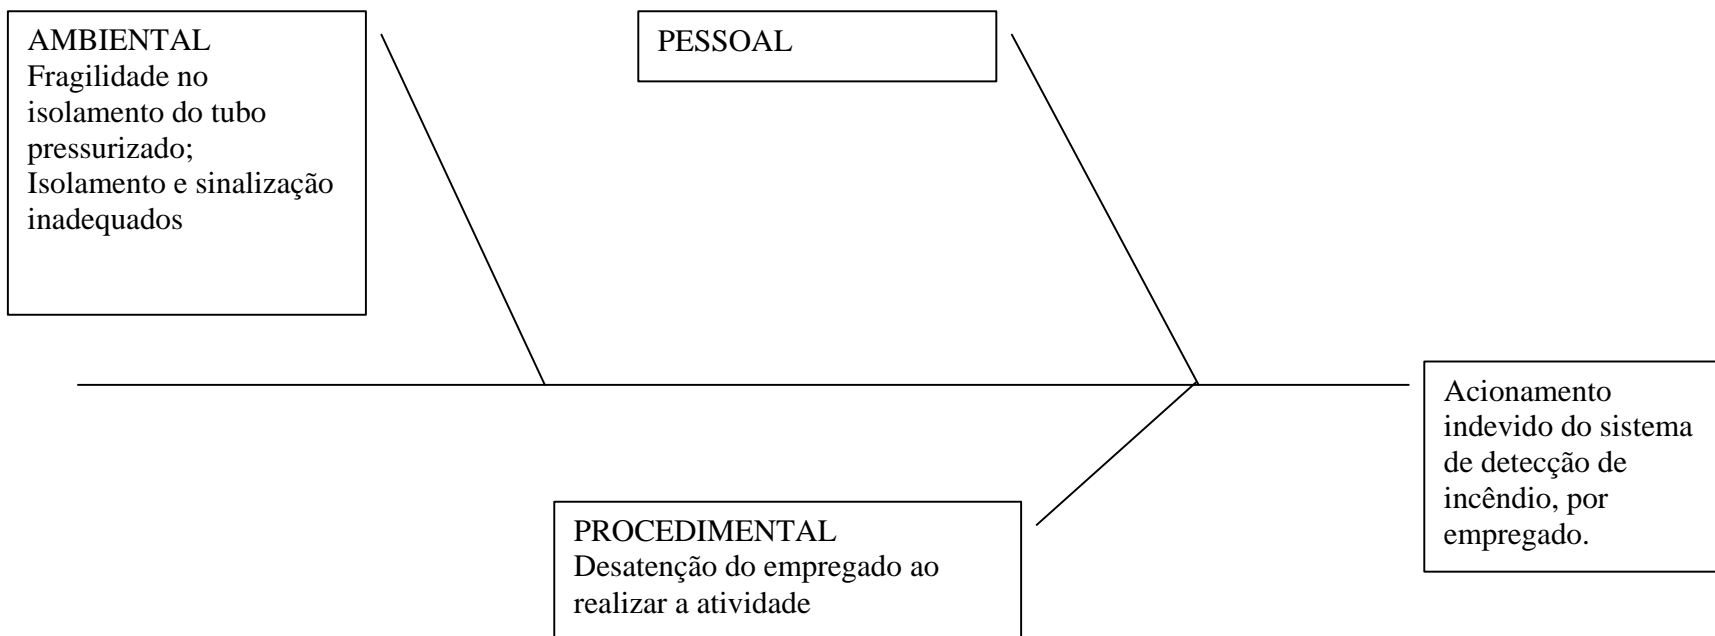 AMBIENTAL
Fragilidade no
isolamento do tubo
pressurizado;
Isolamento e sinalização
inadequados
PESSOAL
Acionamento
indevido do sistema
de detecção de
incêndio, por
empregado.
PROCEDIMENTAL
Desatenção do empregado ao
realizar a atividade